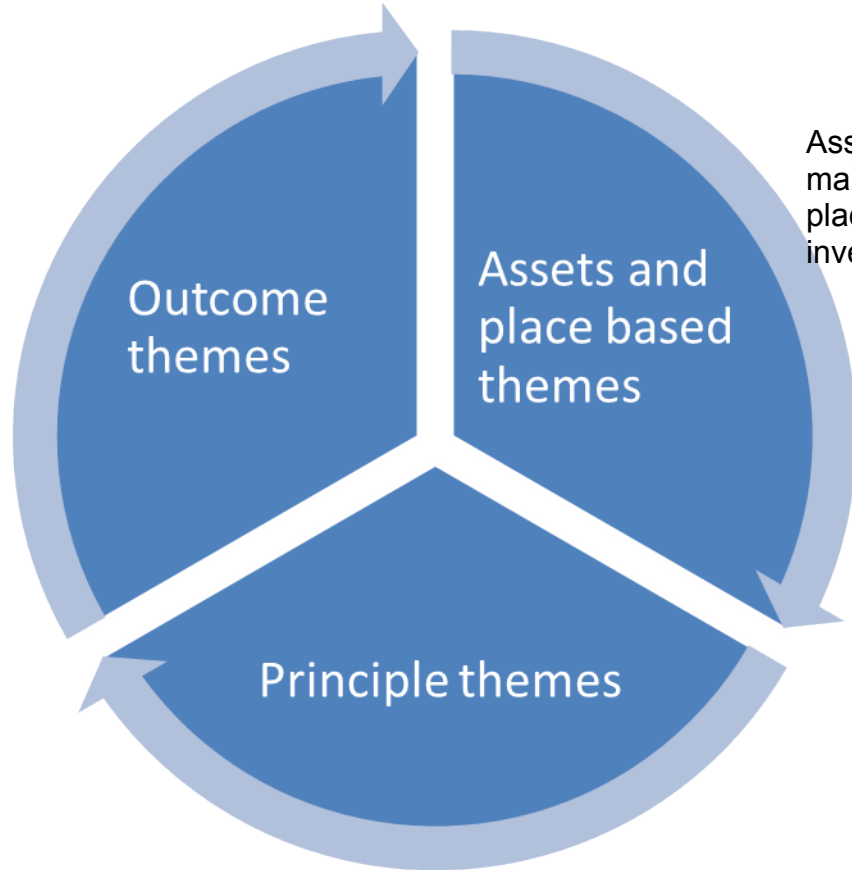 Outcome
themes
Assets and
place based
themes
Principle themes